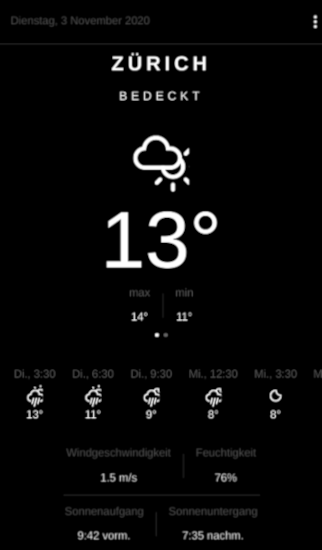 Dienstag, 3 November 2020
ZÜRICH
BEDECKT
13°
max min
14° 11°
Di., 3:30 Di., 6:30 Di., 9:30 Mi., 12:30 Mi., 3:30 M
13° 11° 9° 8° 8°
Windgeschwindigkeit Feuchtigkeit
1.5 m/s 76%
Sonnenaufgang Sonnenuntergang
9:42 vorm. 7:35 nachm.